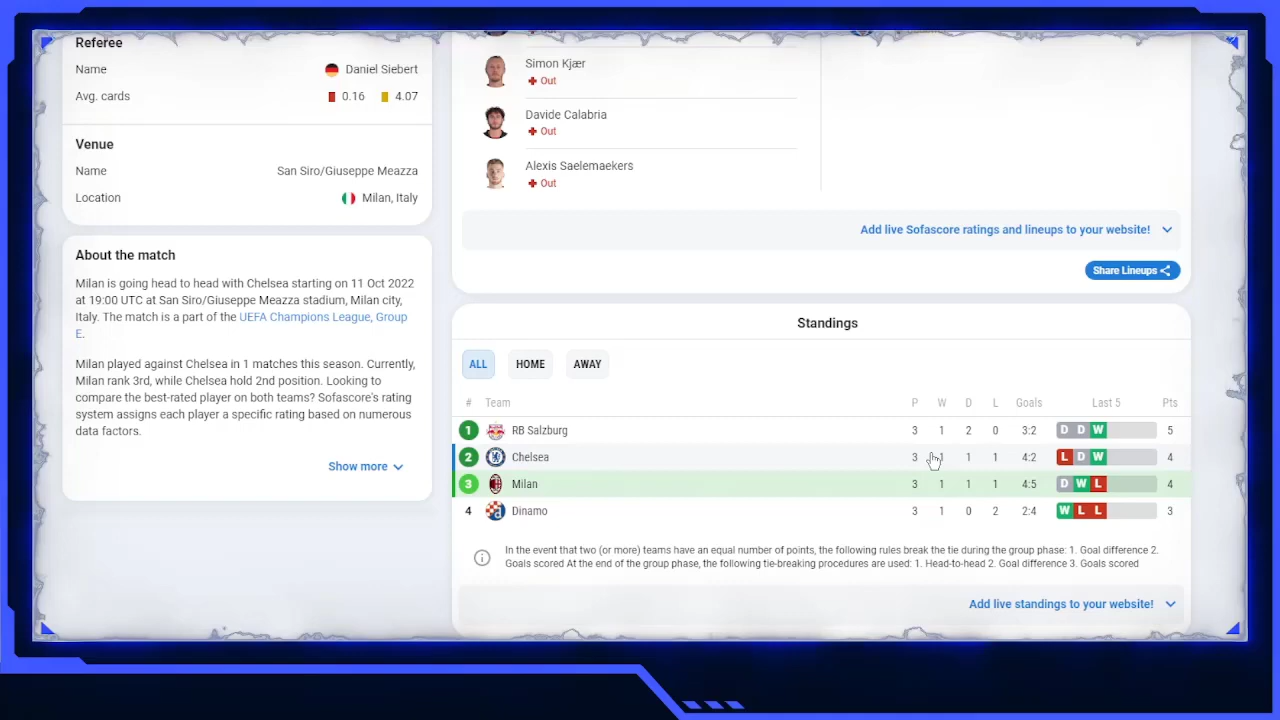 Referee
Name Daniel Siebert
Avg. cards 0.16 4.07
Venue
Name San Siro/Giuseppe Meazza
Location Milan, Italy
About the match
Milan is going head to head with Chelsea starting on 11 Oct 2022
at 19:00 UTC at San Siro/Giuseppe Meazza stadium, Milan city,
Italy. The match is a part of the UEFA Champions League, Group
E.
Milan played against Chelsea in 1 matches this season. Currently,
Milan rank 3rd, while Chelsea hold 2nd position. Looking to
compare the best-rated player on both teams? Sofascore's rating
system assigns each player a specific rating based on numerous
data factors.
Show more
Simon Kjær
Out
Davide Calabria
Out
Alexis Saelemaekers
Out
Add live Sofascore ratings and lineups to your website!
Share Lineups
Standings
ALL HOME AWAY
# Team P W D L Goals Last 5 Pts
1 RB Salzburg 3 1 2 0 3:2 D D W 5
2 Chelsea 3 1 1 1 4:2 L D W 4
3 Milan 3 1 1 1 4:5 D W L 4
4 Dinamo 3 1 0 2 2:4 W L L 3
In the event that two (or more) teams have an equal number of points, the following rules break the tie during the group phase: 1. Goal difference 2.
Goals scored At the end of the group phase, the following tie-breaking procedures are used: 1. Head-to-head 2. Goal difference 3. Goals scored
Add live standings to your website!